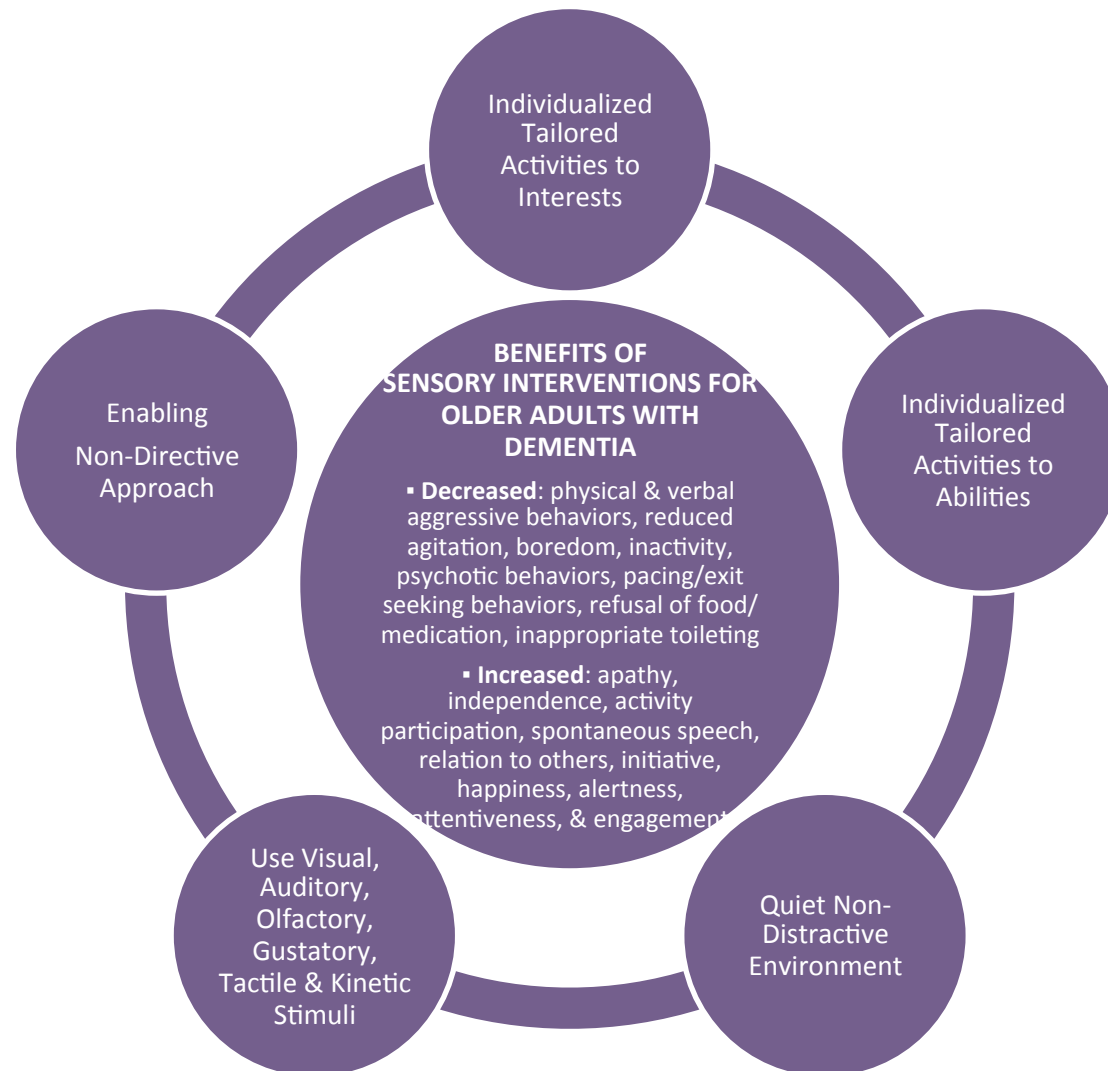 Individualized
Tailored
Activities to
Interests
Enabling
Non-Directive
Approach
BENEFITS OF
SENSORY INTERVENTIONS FOR
OLDER ADULTS WITH
DEMENTIA
▪ Decreased: physical & verbal
aggressive behaviors, reduced
agitation, boredom, inactivity,
psychotic behaviors, pacing/exit
seeking behaviors, refusal of food/
medication, inappropriate toileting
▪ Increased: apathy,
independence, activity
participation, spontaneous speech,
relation to others, initiative,
happiness, alertness,
attentiveness, & engagement
Individualized
Tailored
Activities to
Abilities
Use Visual,
Auditory,
Olfactory,
Gustatory,
Tactile & Kinetic
Stimuli
Quiet Non-
Distractive
Environment